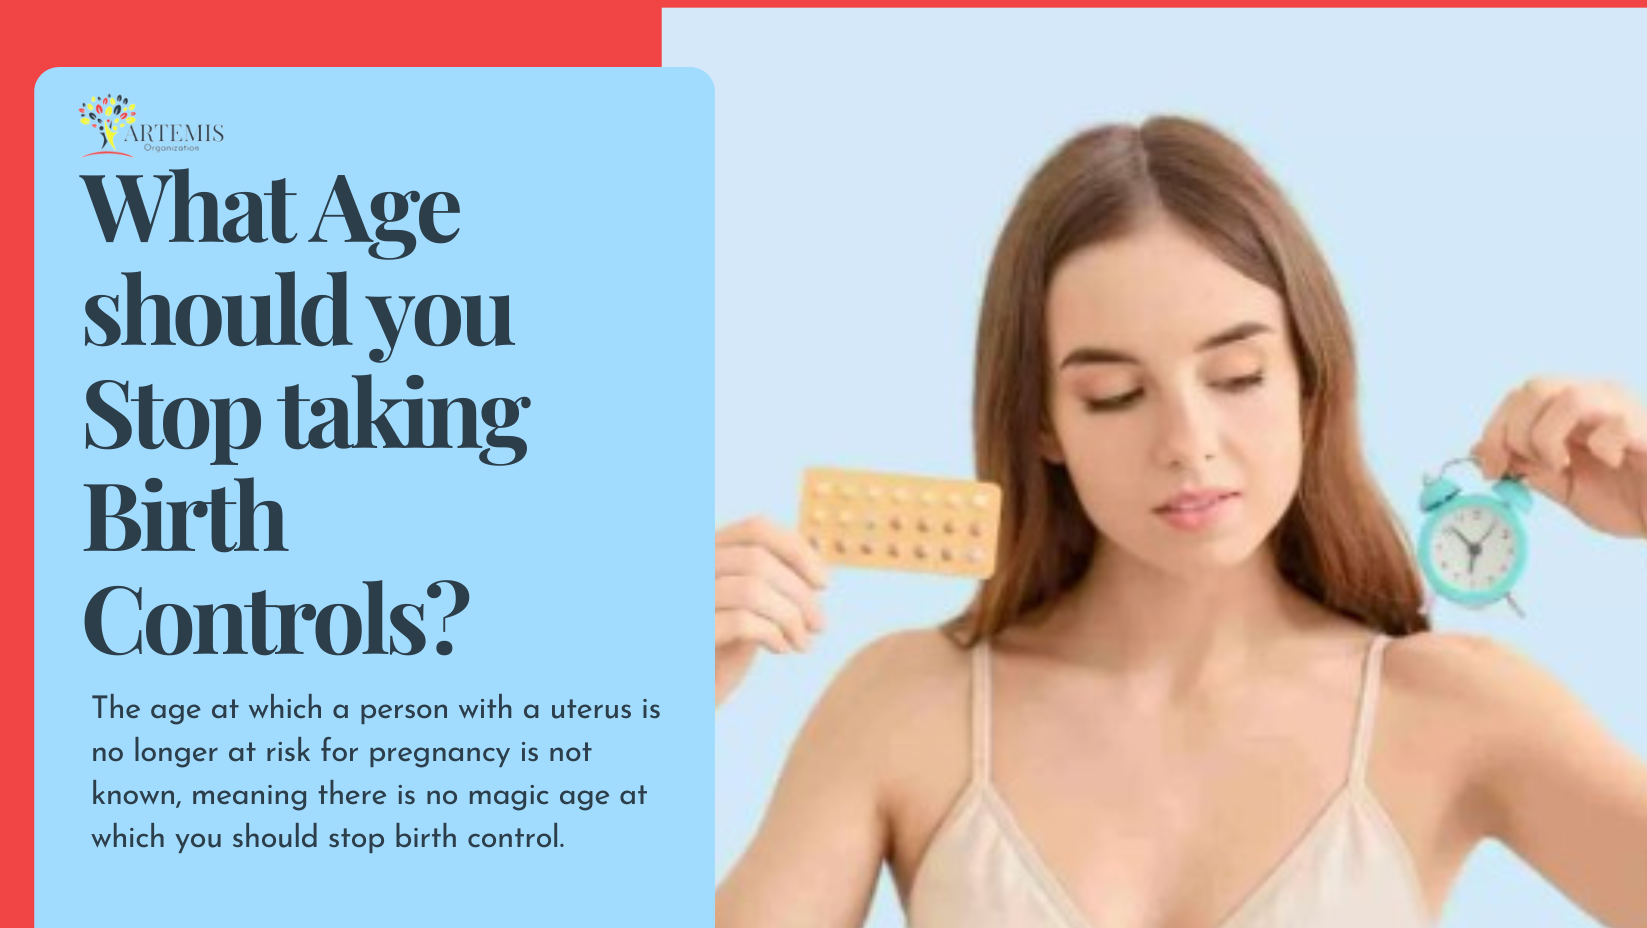 ARTEMIS
Organization
What Age
should you
Stop taking
Birth
Controls?
The age at which a person with a uterus is
no longer at risk for pregnancy is not
known, meaning there is no magic age at
which you should stop birth control.